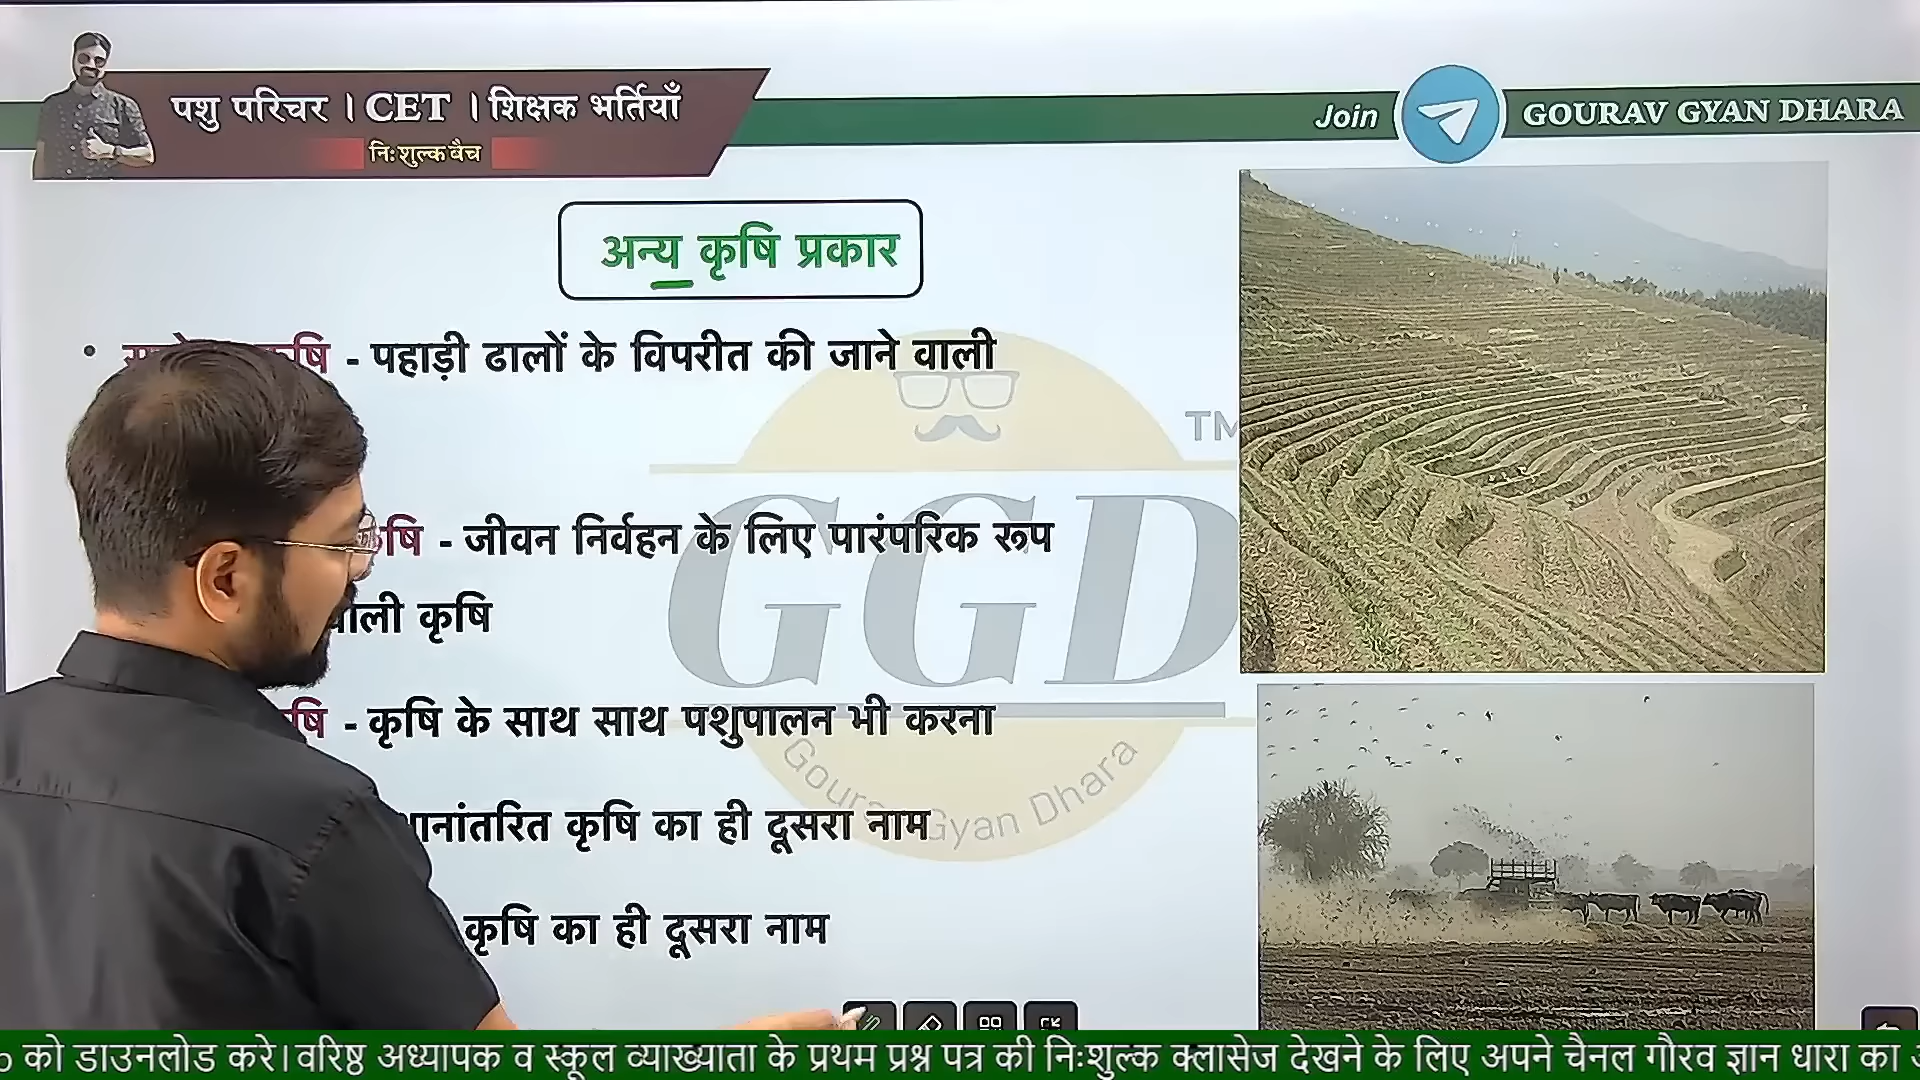 पशु परिचर । CET । शिक्षक भर्तियाँ
निःशुल्क बैच
Join GOURAV GYAN DHARA
अन्य कृषि प्रकार
- पहाड़ी ढालों के विपरीत की जाने वाली
TM
GGD
- जीवन निर्वहन के लिए पारंपरिक रूप
वाली कृषि
- कृषि के साथ साथ पशुपालन भी करना
कृषि का ही दूसरा नाम
Gourav Gyan Dhara
कृषि का ही दूसरा नाम
को डाउनलोड करे। वरिष्ठ अध्यापक व स्कूल व्याख्याता के प्रथम प्रश्न पत्र की निःशुल्क क्लासेज देखने के लिए अपने चैनल गौरव ज्ञान धारा का